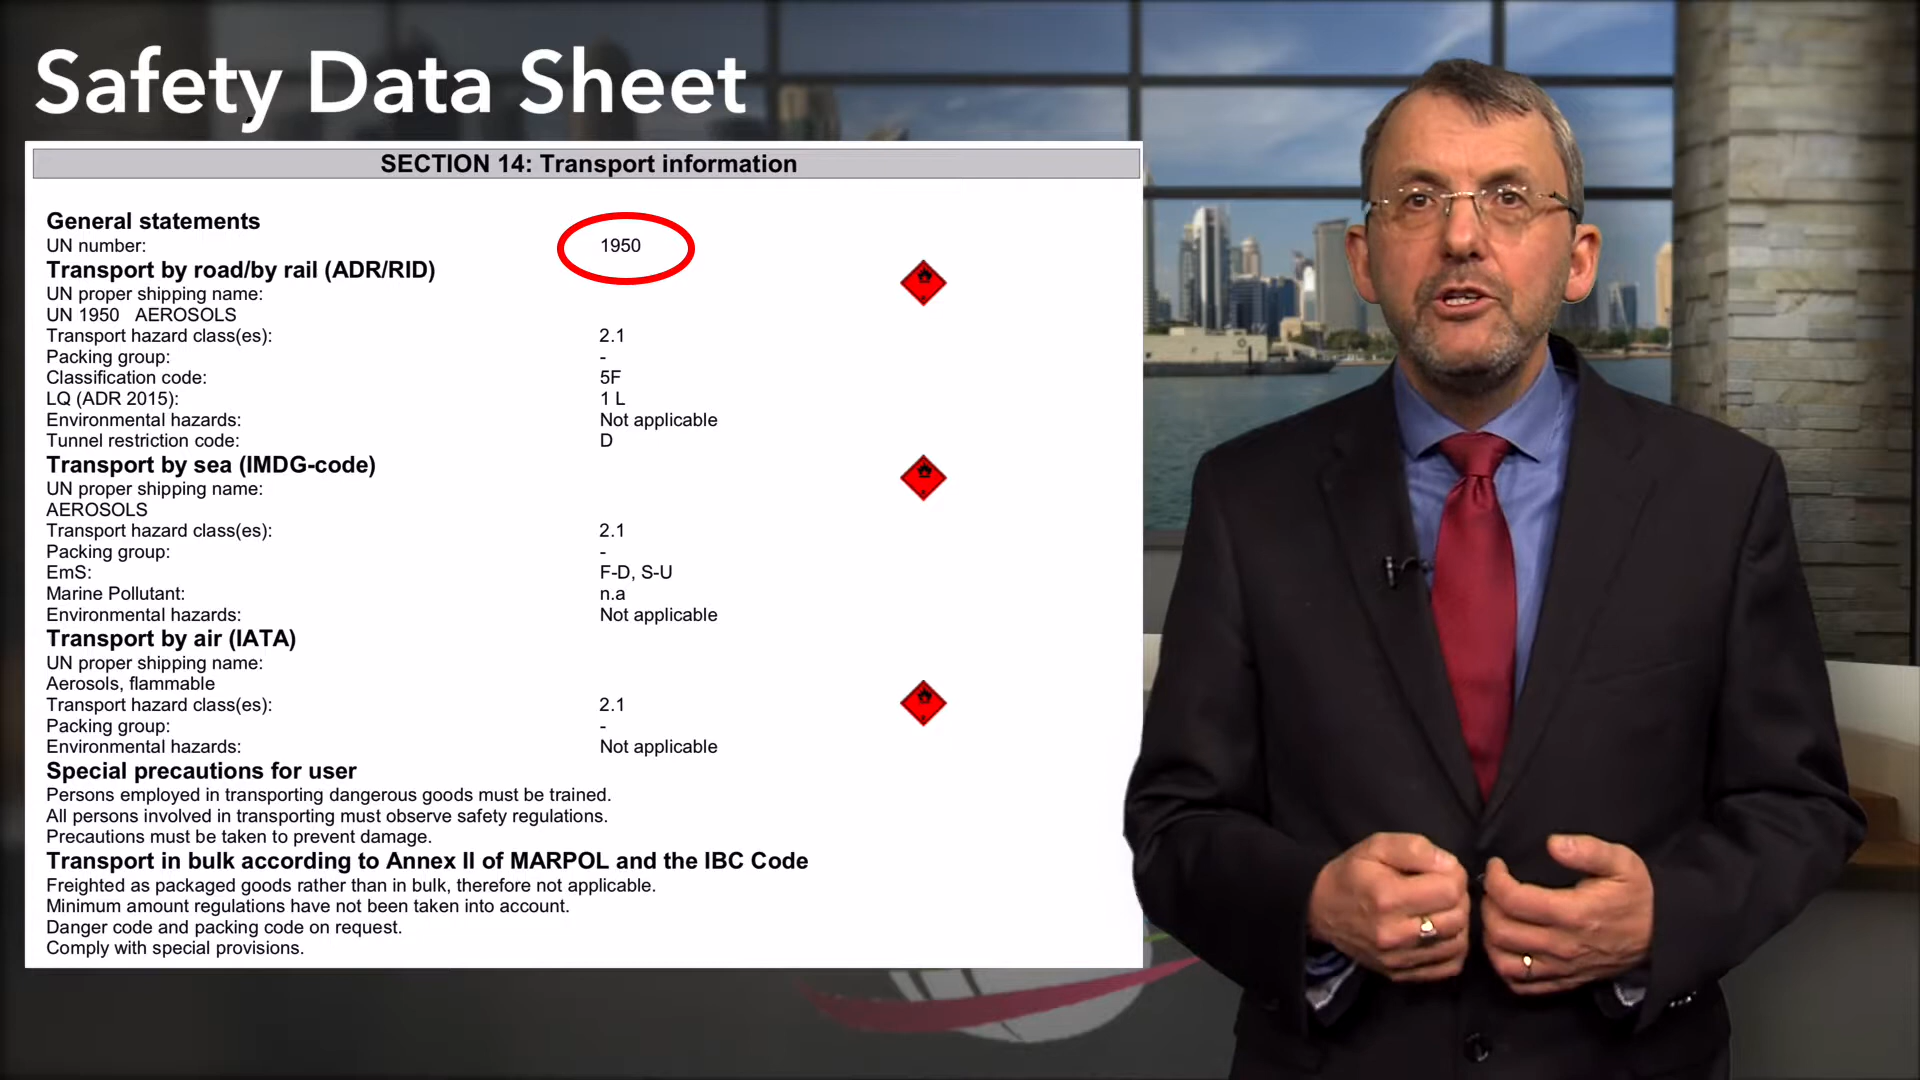 Safety Data Sheet
SECTION 14: Transport information
General statements
UN number: 1950
Transport by road/by rail (ADR/RID)
UN proper shipping name:
UN 1950 AEROSOLS
Transport hazard class(es): 2.1
Packing group: -
Classification code: 5F
LQ (ADR 2015): 1 L
Environmental hazards: Not applicable
Tunnel restriction code: D
Transport by sea (IMDG-code)
UN proper shipping name:
AEROSOLS
Transport hazard class(es): 2.1
Packing group: -
EmS: F-D, S-U
Marine Pollutant: n.a
Environmental hazards: Not applicable
Transport by air (IATA)
UN proper shipping name:
Aerosols, flammable
Transport hazard class(es): 2.1
Packing group: -
Environmental hazards: Not applicable
Special precautions for user
Persons employed in transporting dangerous goods must be trained.
All persons involved in transporting must observe safety regulations.
Precautions must be taken to prevent damage.
Transport in bulk according to Annex II of MARPOL and the IBC Code
Freighted as packaged goods rather than in bulk, therefore not applicable.
Minimum amount regulations have not been taken into account.
Danger code and packing code on request.
Comply with special provisions.